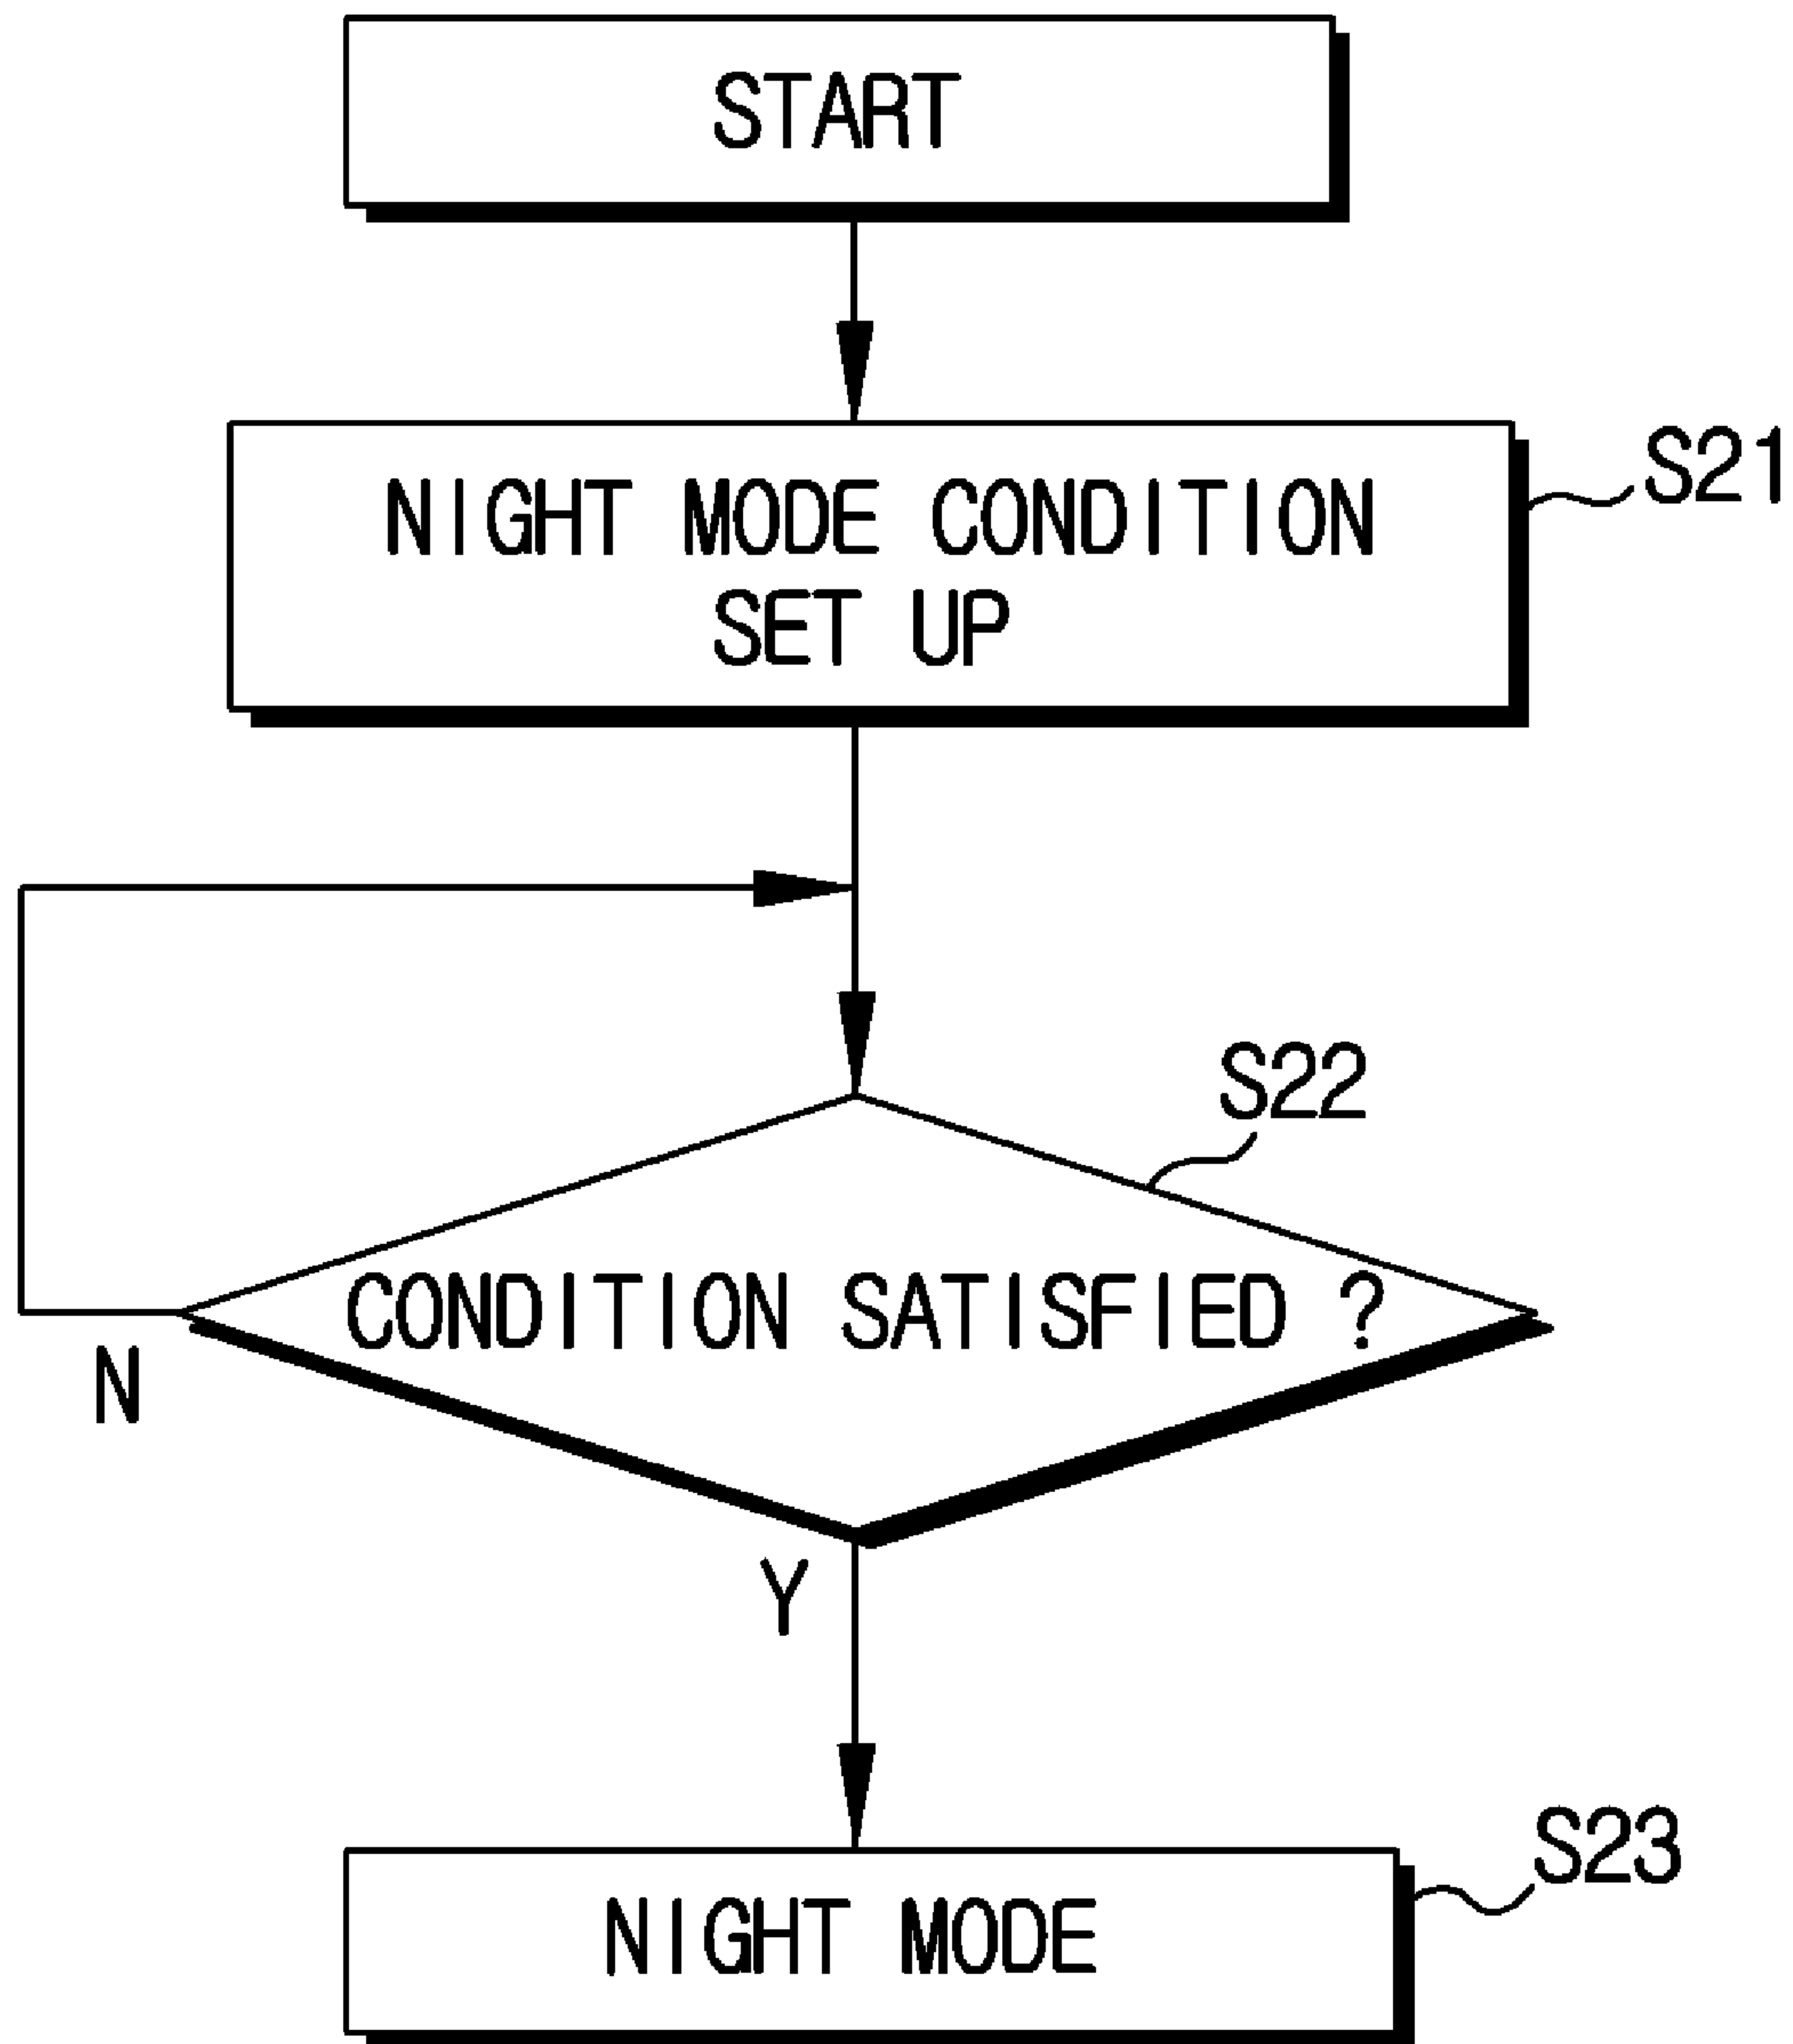 START
NIGHT MODE CONDITION
SET UP
S21
S22
CONDITION SATISFIED ?
N
Y
S23
NIGHT MODE